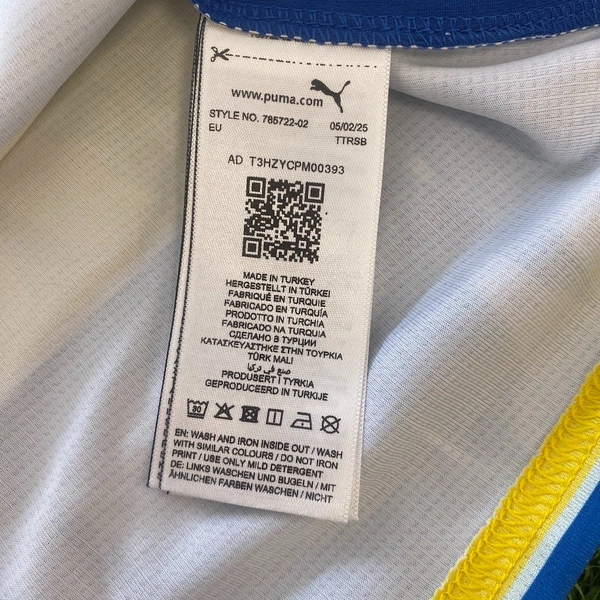 www.puma.com
STYLE NO. 785722-02 05/02/25
EU TTRSB
AD T3HZYCPM00393
MADE IN TURKEY
HERGESTELLT IN TÜRKEI
FABRIQUÉ EN TURQUIE
FABRICADO EN TURQUÍA
PRODOTTO IN TURCHIA
FABRICADO NA TURQUIA
СДЕЛАНО В ТУРЦИИ
ΚΑΤΑΣΚΕΥΑΣΤΗΚΕ ΣΤΗΝ ΤΟΥΡΚΙΑ
TÜRK MALI
صنع في تركيا
PRODUSERT I TYRKIA
GEPRODUCEERD IN TURKIJE
30
EN: WASH AND IRON INSIDE OUT / WASH
WITH SIMILAR COLOURS / DO NOT IRON
PRINT / USE ONLY MILD DETERGENT
DE: LINKS WASCHEN UND BUGELN / MIT
ÄHNLICHEN FARBEN WASCHEN / NICHT